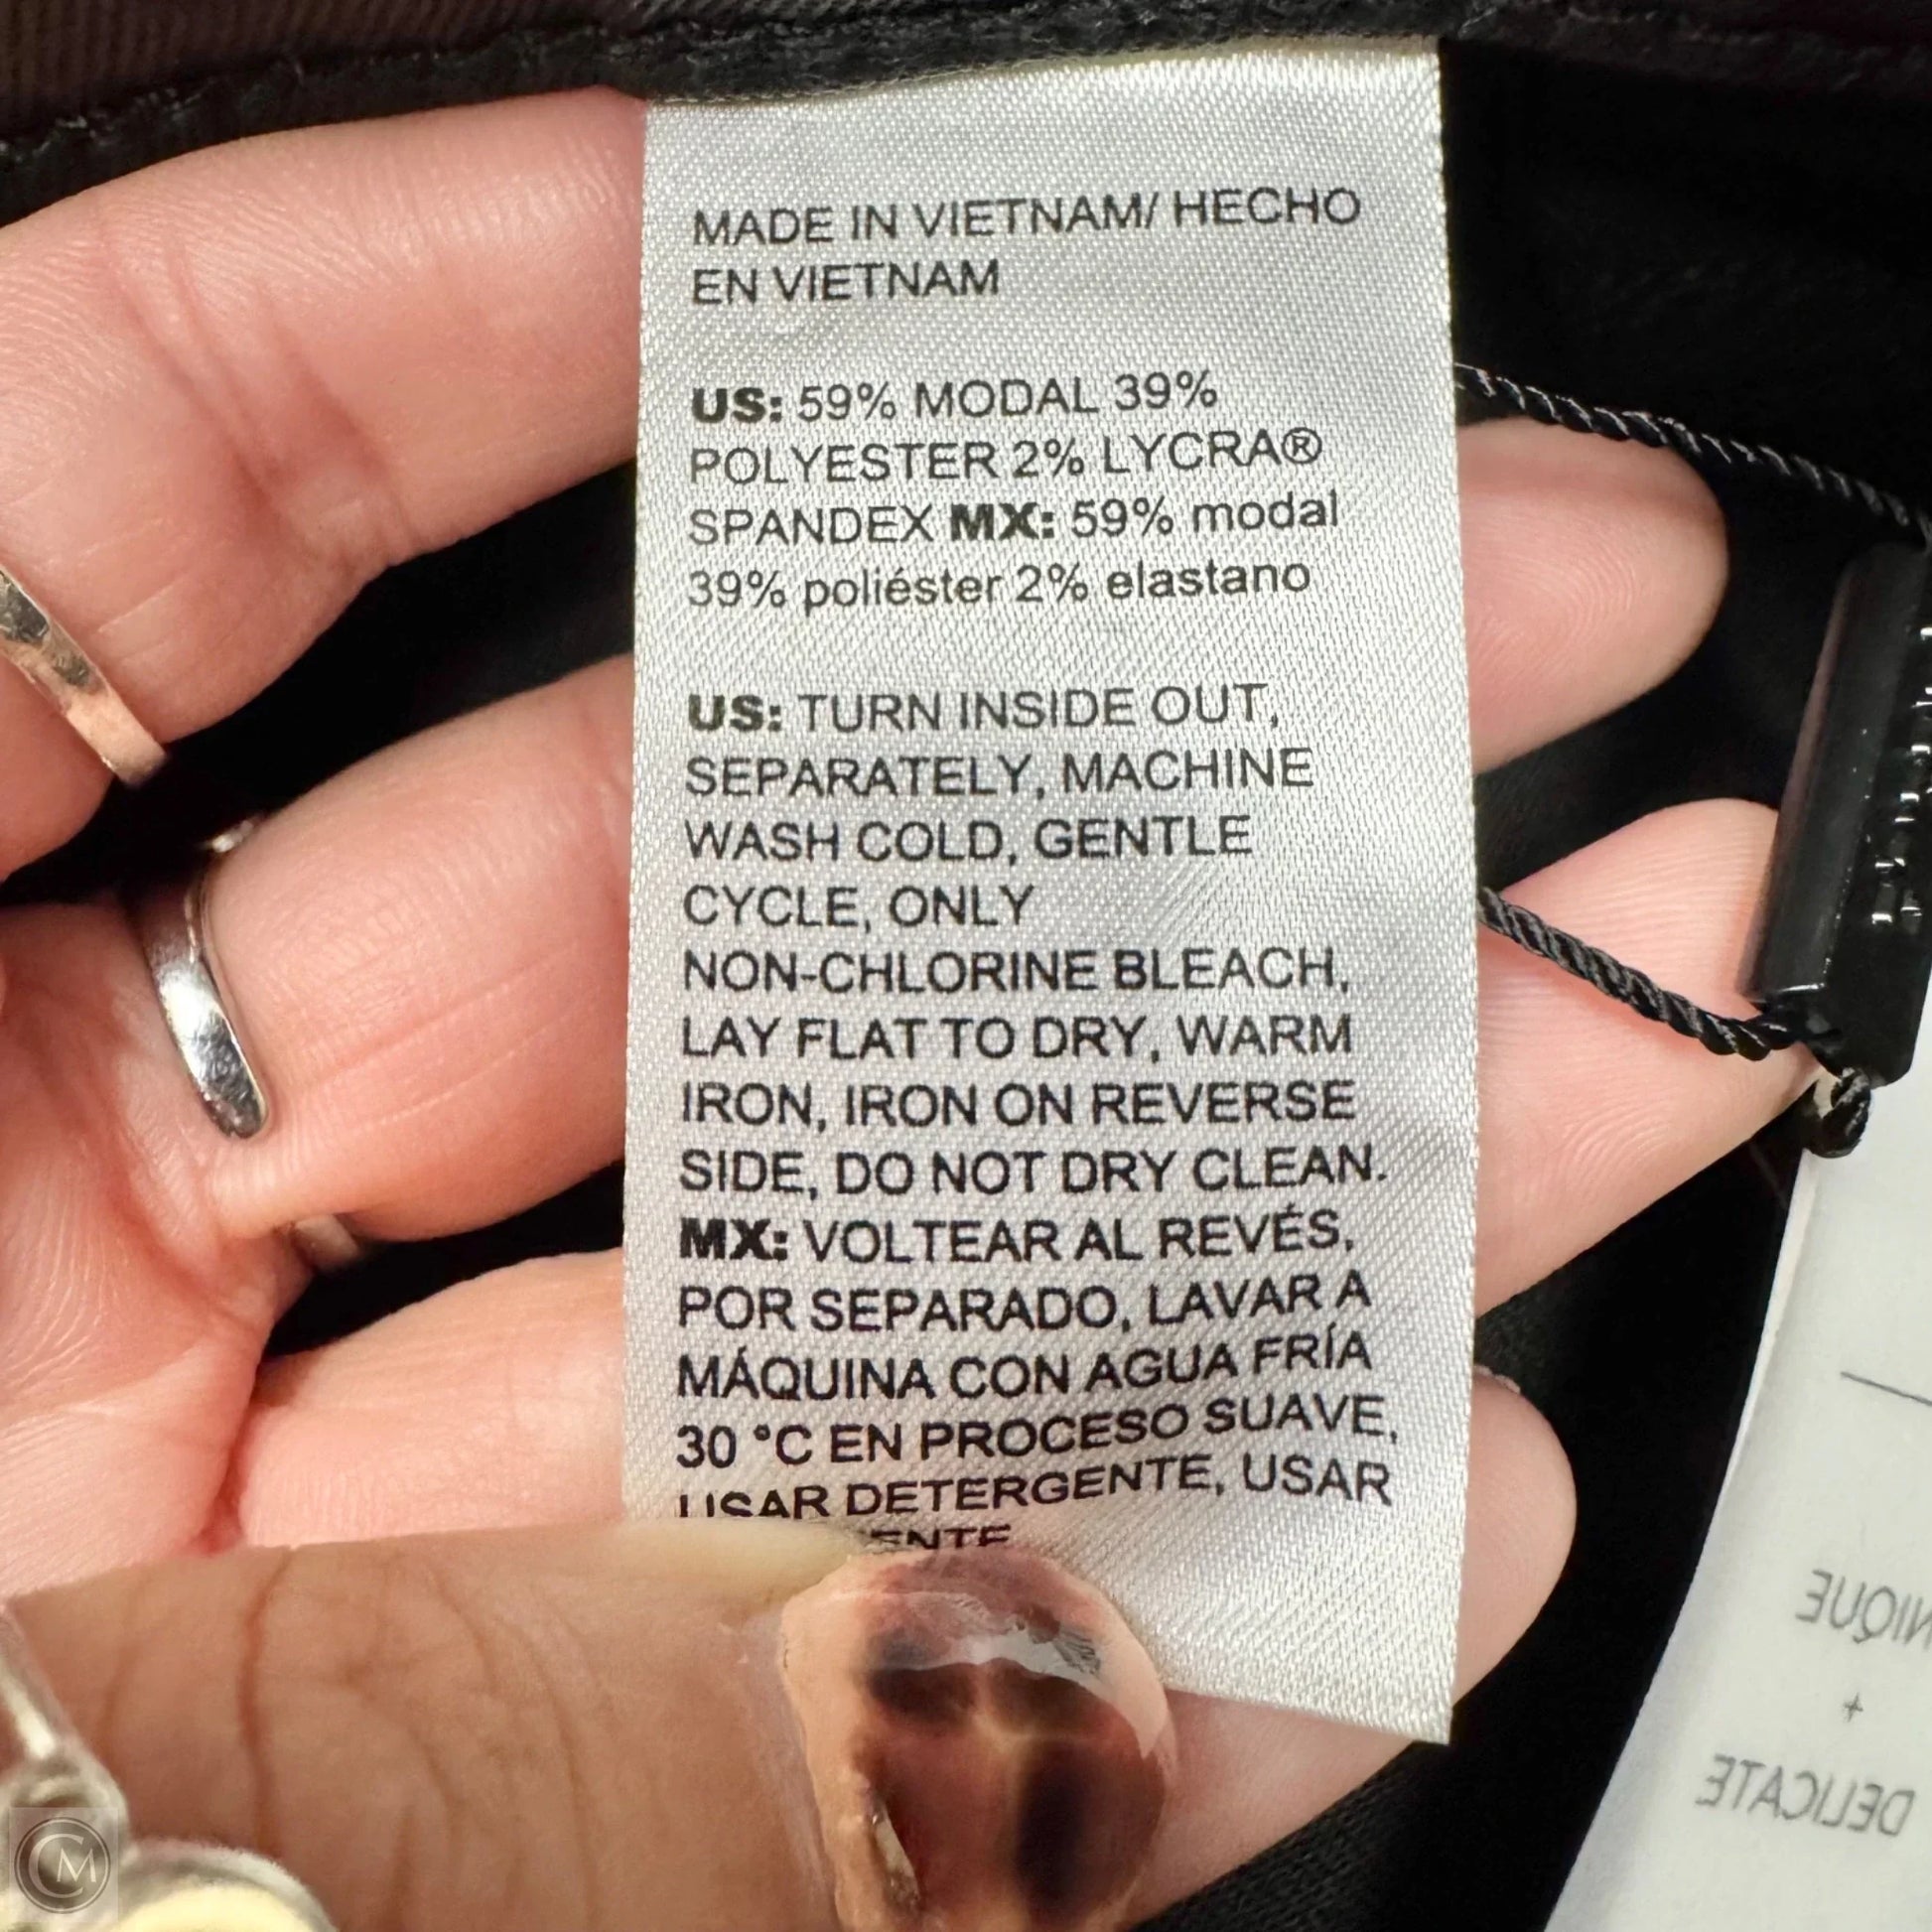 MADE IN VIETNAM/ HECHO
EN VIETNAM
US: 59% MODAL 39%
POLYESTER 2% LYCRA®
SPANDEX MX: 59% modal
39% poliéster 2% elastano
US: TURN INSIDE OUT,
SEPARATELY, MACHINE
WASH COLD, GENTLE
CYCLE, ONLY
NON-CHLORINE BLEACH,
LAY FLAT TO DRY, WARM
IRON, IRON ON REVERSE
SIDE, DO NOT DRY CLEAN.
MX: VOLTEAR AL REVÉS,
POR SEPARADO, LAVAR A
MÁQUINA CON AGUA FRÍA
30 °C EN PROCESO SUAVE,
USAR DETERGENTE, USAR
NIQUE
+
DELICATE
CM